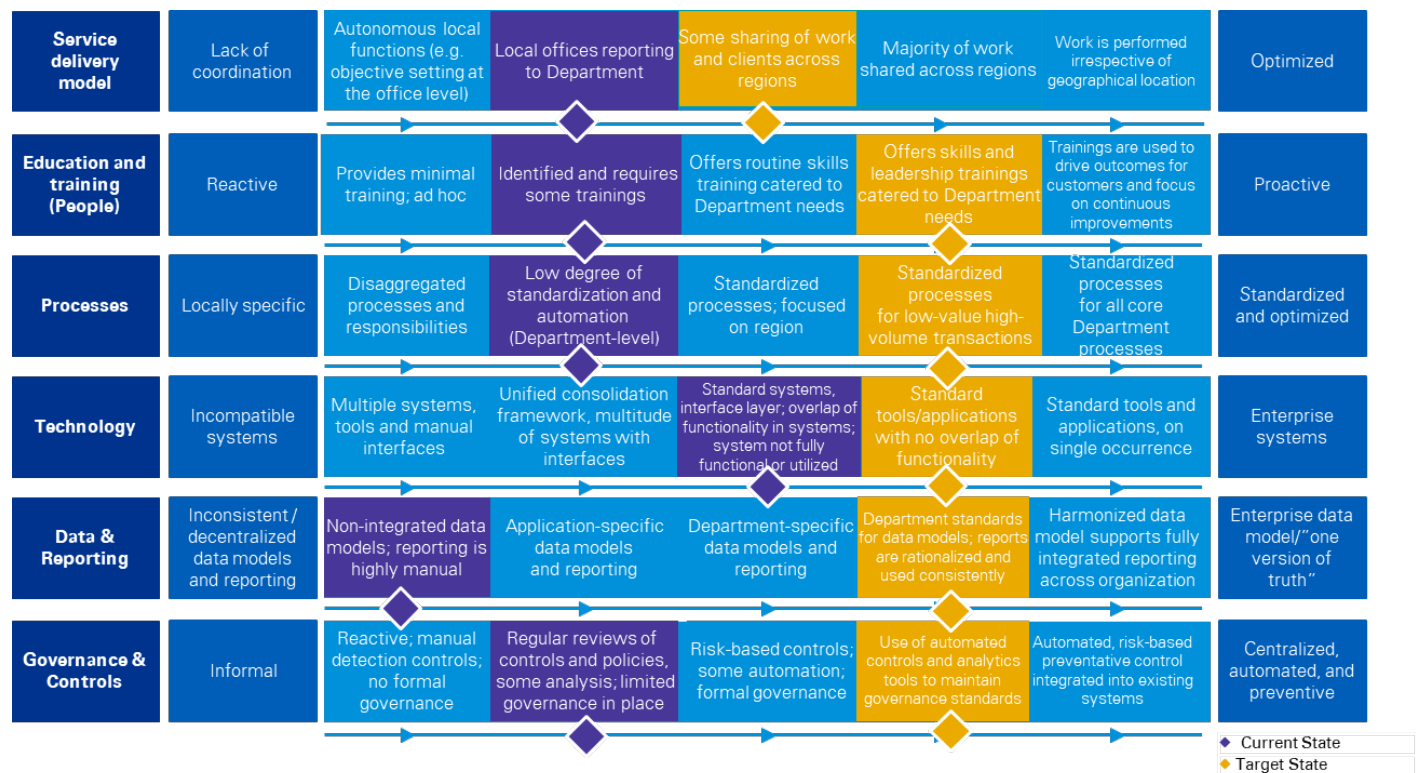 Service
delivery
model
Lack of
coordination
Autonomous local
functions (e.g.
objective setting at
the office level)
Local offices reporting
to Department
Some sharing of work
and clients across
regions
Majority of work
shared across regions
Work is performed
irrespective of
geographical location
Optimized
Education and
training
(People)
Reactive
Provides minimal
training; ad hoc
Identified and requires
some trainings
Offers routine skills
training catered to
Department needs
Offers skills and
leadership trainings
catered to Department
needs
Trainings are used to
drive outcomes for
customers and focus
on continuous
improvements
Proactive
Processes
Locally specific
Disaggregated
processes and
responsibilities
Low degree of
standardization and
automation
(Department-level)
Standardized
processes; focused
on region
Standardized
processes
for low-value high-
volume transactions
Standardized
processes
for all core
Department
processes
Standardized
and optimized
Technology
Incompatible
systems
Multiple systems,
tools and manual
interfaces
Unified consolidation
framework, multitude
of systems with
interfaces
Standard systems,
interface layer; overlap of
functionality in systems;
system not fully
functional or utilized
Standard
tools/applications
with no overlap of
functionality
Standard tools and
applications, on
single occurrence
Enterprise
systems
Data &
Reporting
Inconsistent/
decentralized
data models
and reporting
Non-integrated data
models; reporting is
highly manual
Application-specific
data models
and reporting
Department-specific
data models and
reporting
Department standards
for data models; reports
are rationalized and
used consistently
Harmonized data
model supports fully
integrated reporting
across organization
Enterprise data
model/”one
version of
truth”
Governance &
Controls
Informal
Reactive; manual
detection controls;
no formal
governance
Regular reviews of
controls and policies,
some analysis; limited
governance in place
Risk-based controls;
some automation;
formal governance
Use of automated
controls and analytics
tools to maintain
governance standards
Automated, risk-based
preventative control
integrated into existing
systems
Centralized,
automated, and
preventive
Current State
Target State